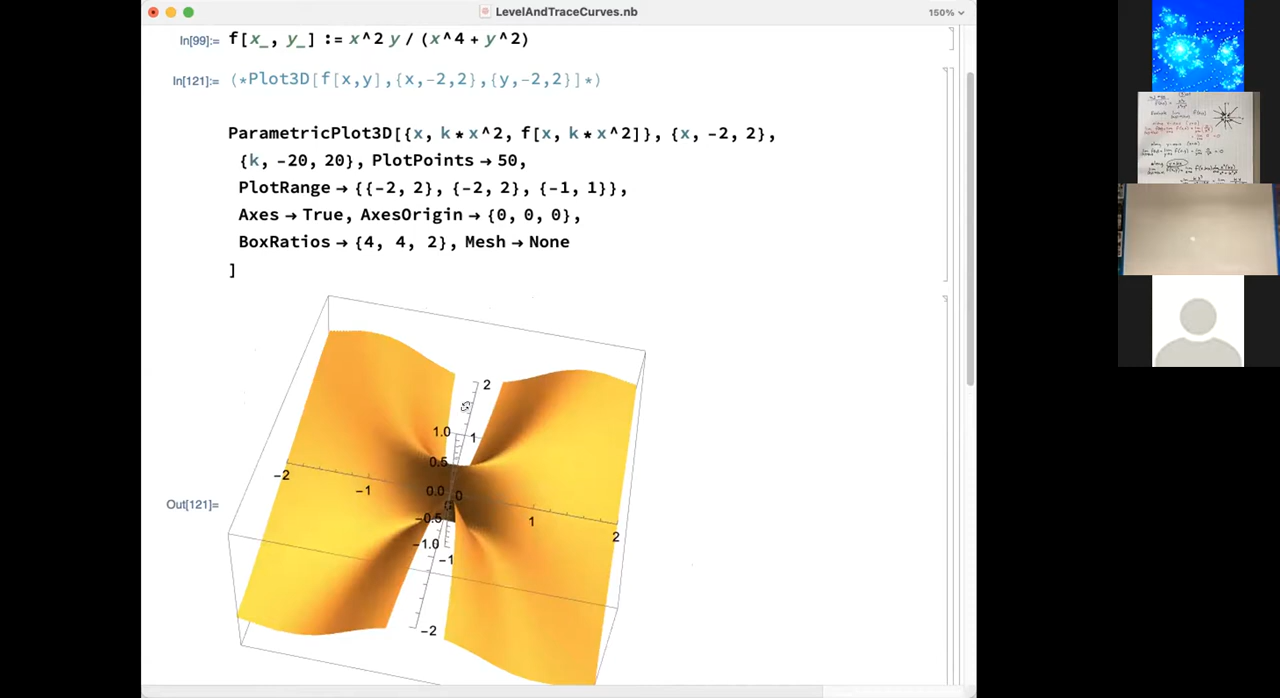 LevelAndTraceCurves.nb
150%
In[99]:= f[x_, y_] := x^2 y / (x^4 + y^2)
In[121]:= (*Plot3D[f[x,y],{x,-2,2},{y,-2,2}]*)
ParametricPlot3D[{x, k*x^2, f[x, k*x^2]}, {x, -2, 2},
{k, -20, 20}, PlotPoints → 50,
PlotRange → {{-2, 2}, {-2, 2}, {-1, 1}},
Axes → True, AxesOrigin → {0, 0, 0},
BoxRatios → {4, 4, 2}, Mesh → None
]
2
1.0
1
0.5
-2
-1
0.0
0
Out[121]=
-0.5
1
2
-1.0
-1
-2